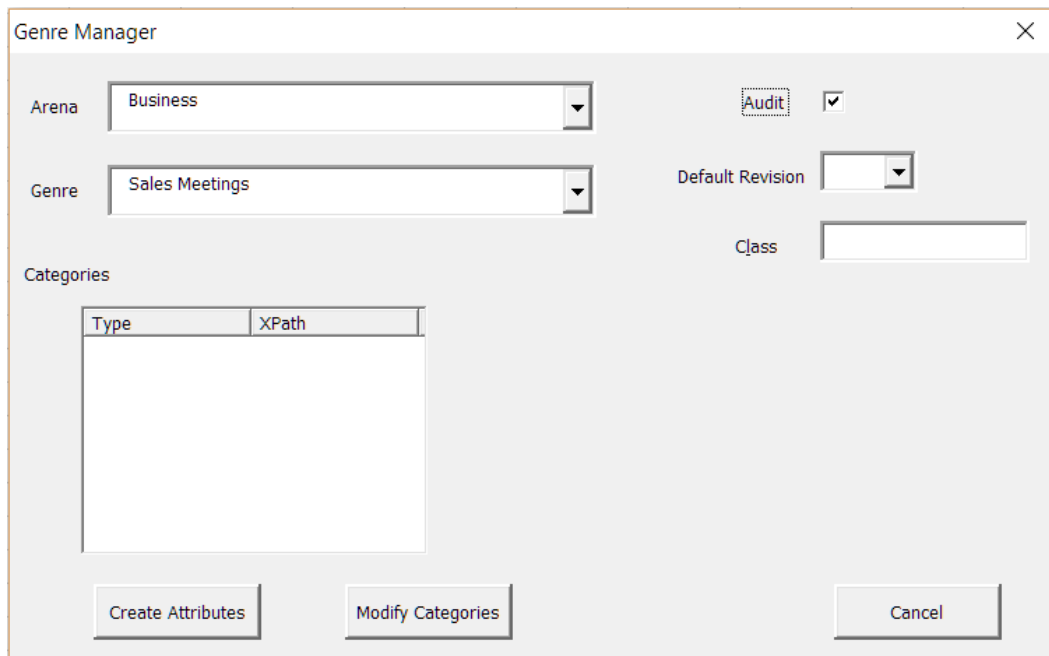 Genre Manager
Arena Business Audit
Genre Sales Meetings Default Revision
Class
Categories
Type XPath
Create Attributes Modify Categories Cancel